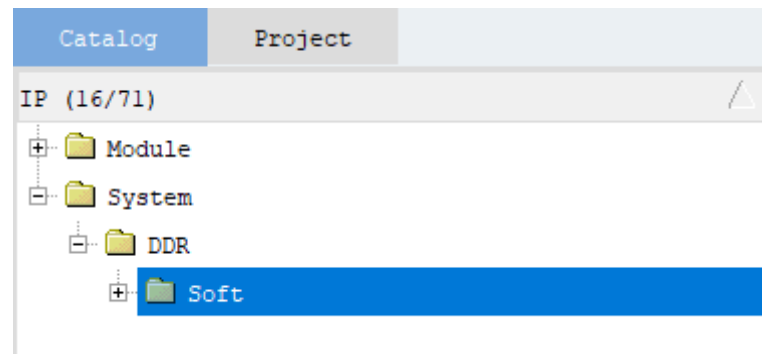 Catalog Project
IP (16/71)
Module
System
DDR
Soft